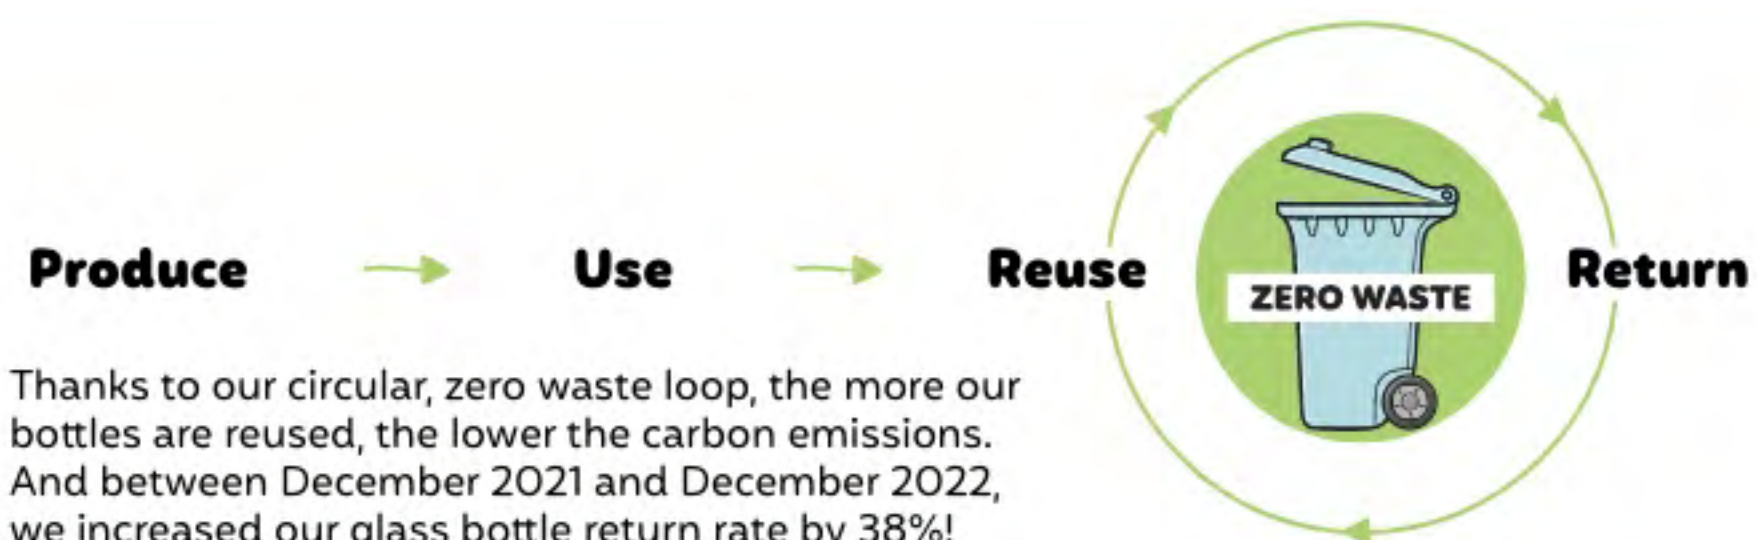 Produce Use Reuse Return
ZERO WASTE
Thanks to our circular, zero waste loop, the more our
bottles are reused, the lower the carbon emissions.
And between December 2021 and December 2022,
we increased our glass bottle return rate by 38%!